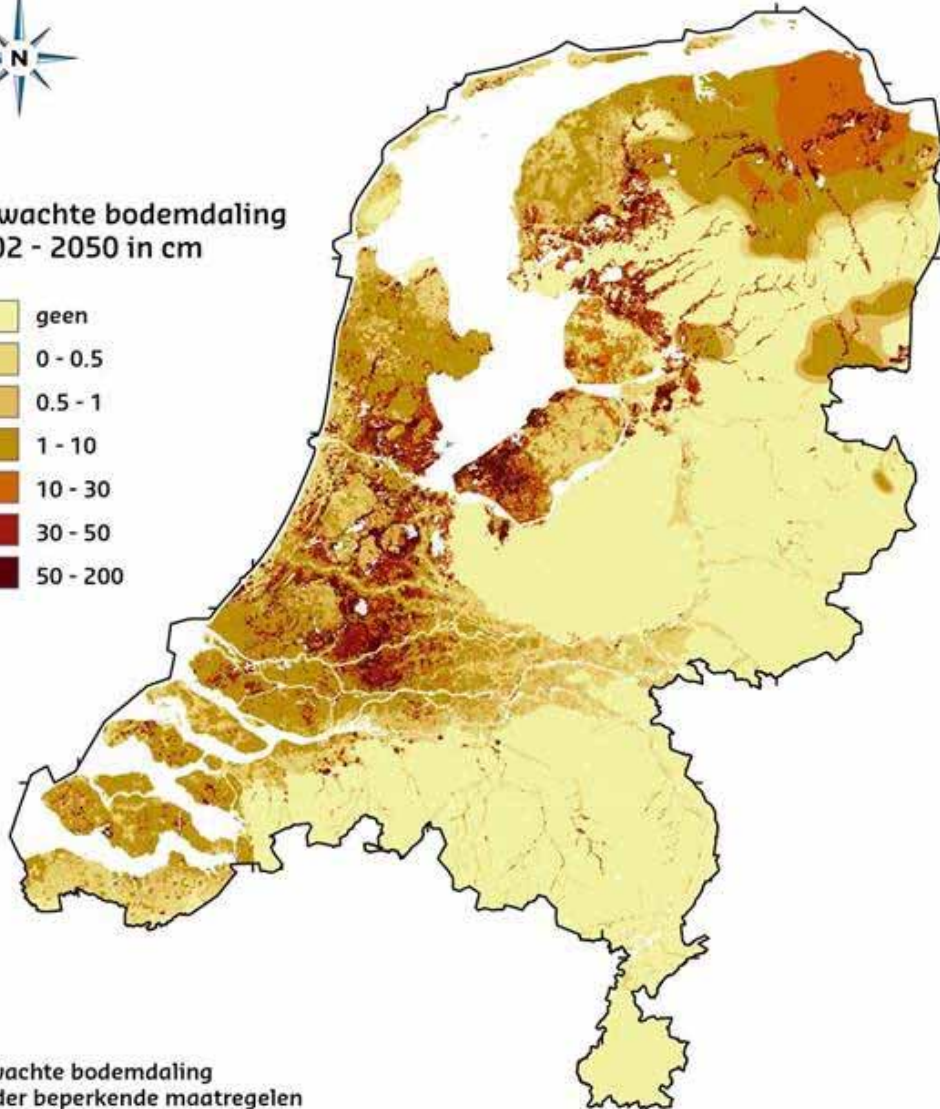 N
wachte bodemdaling
02 - 2050 in cm
geen
0 - 0.5
0.5 - 1
1 - 10
10 - 30
30 - 50
50 - 200
wachte bodemdaling
der beperkende maatregelen